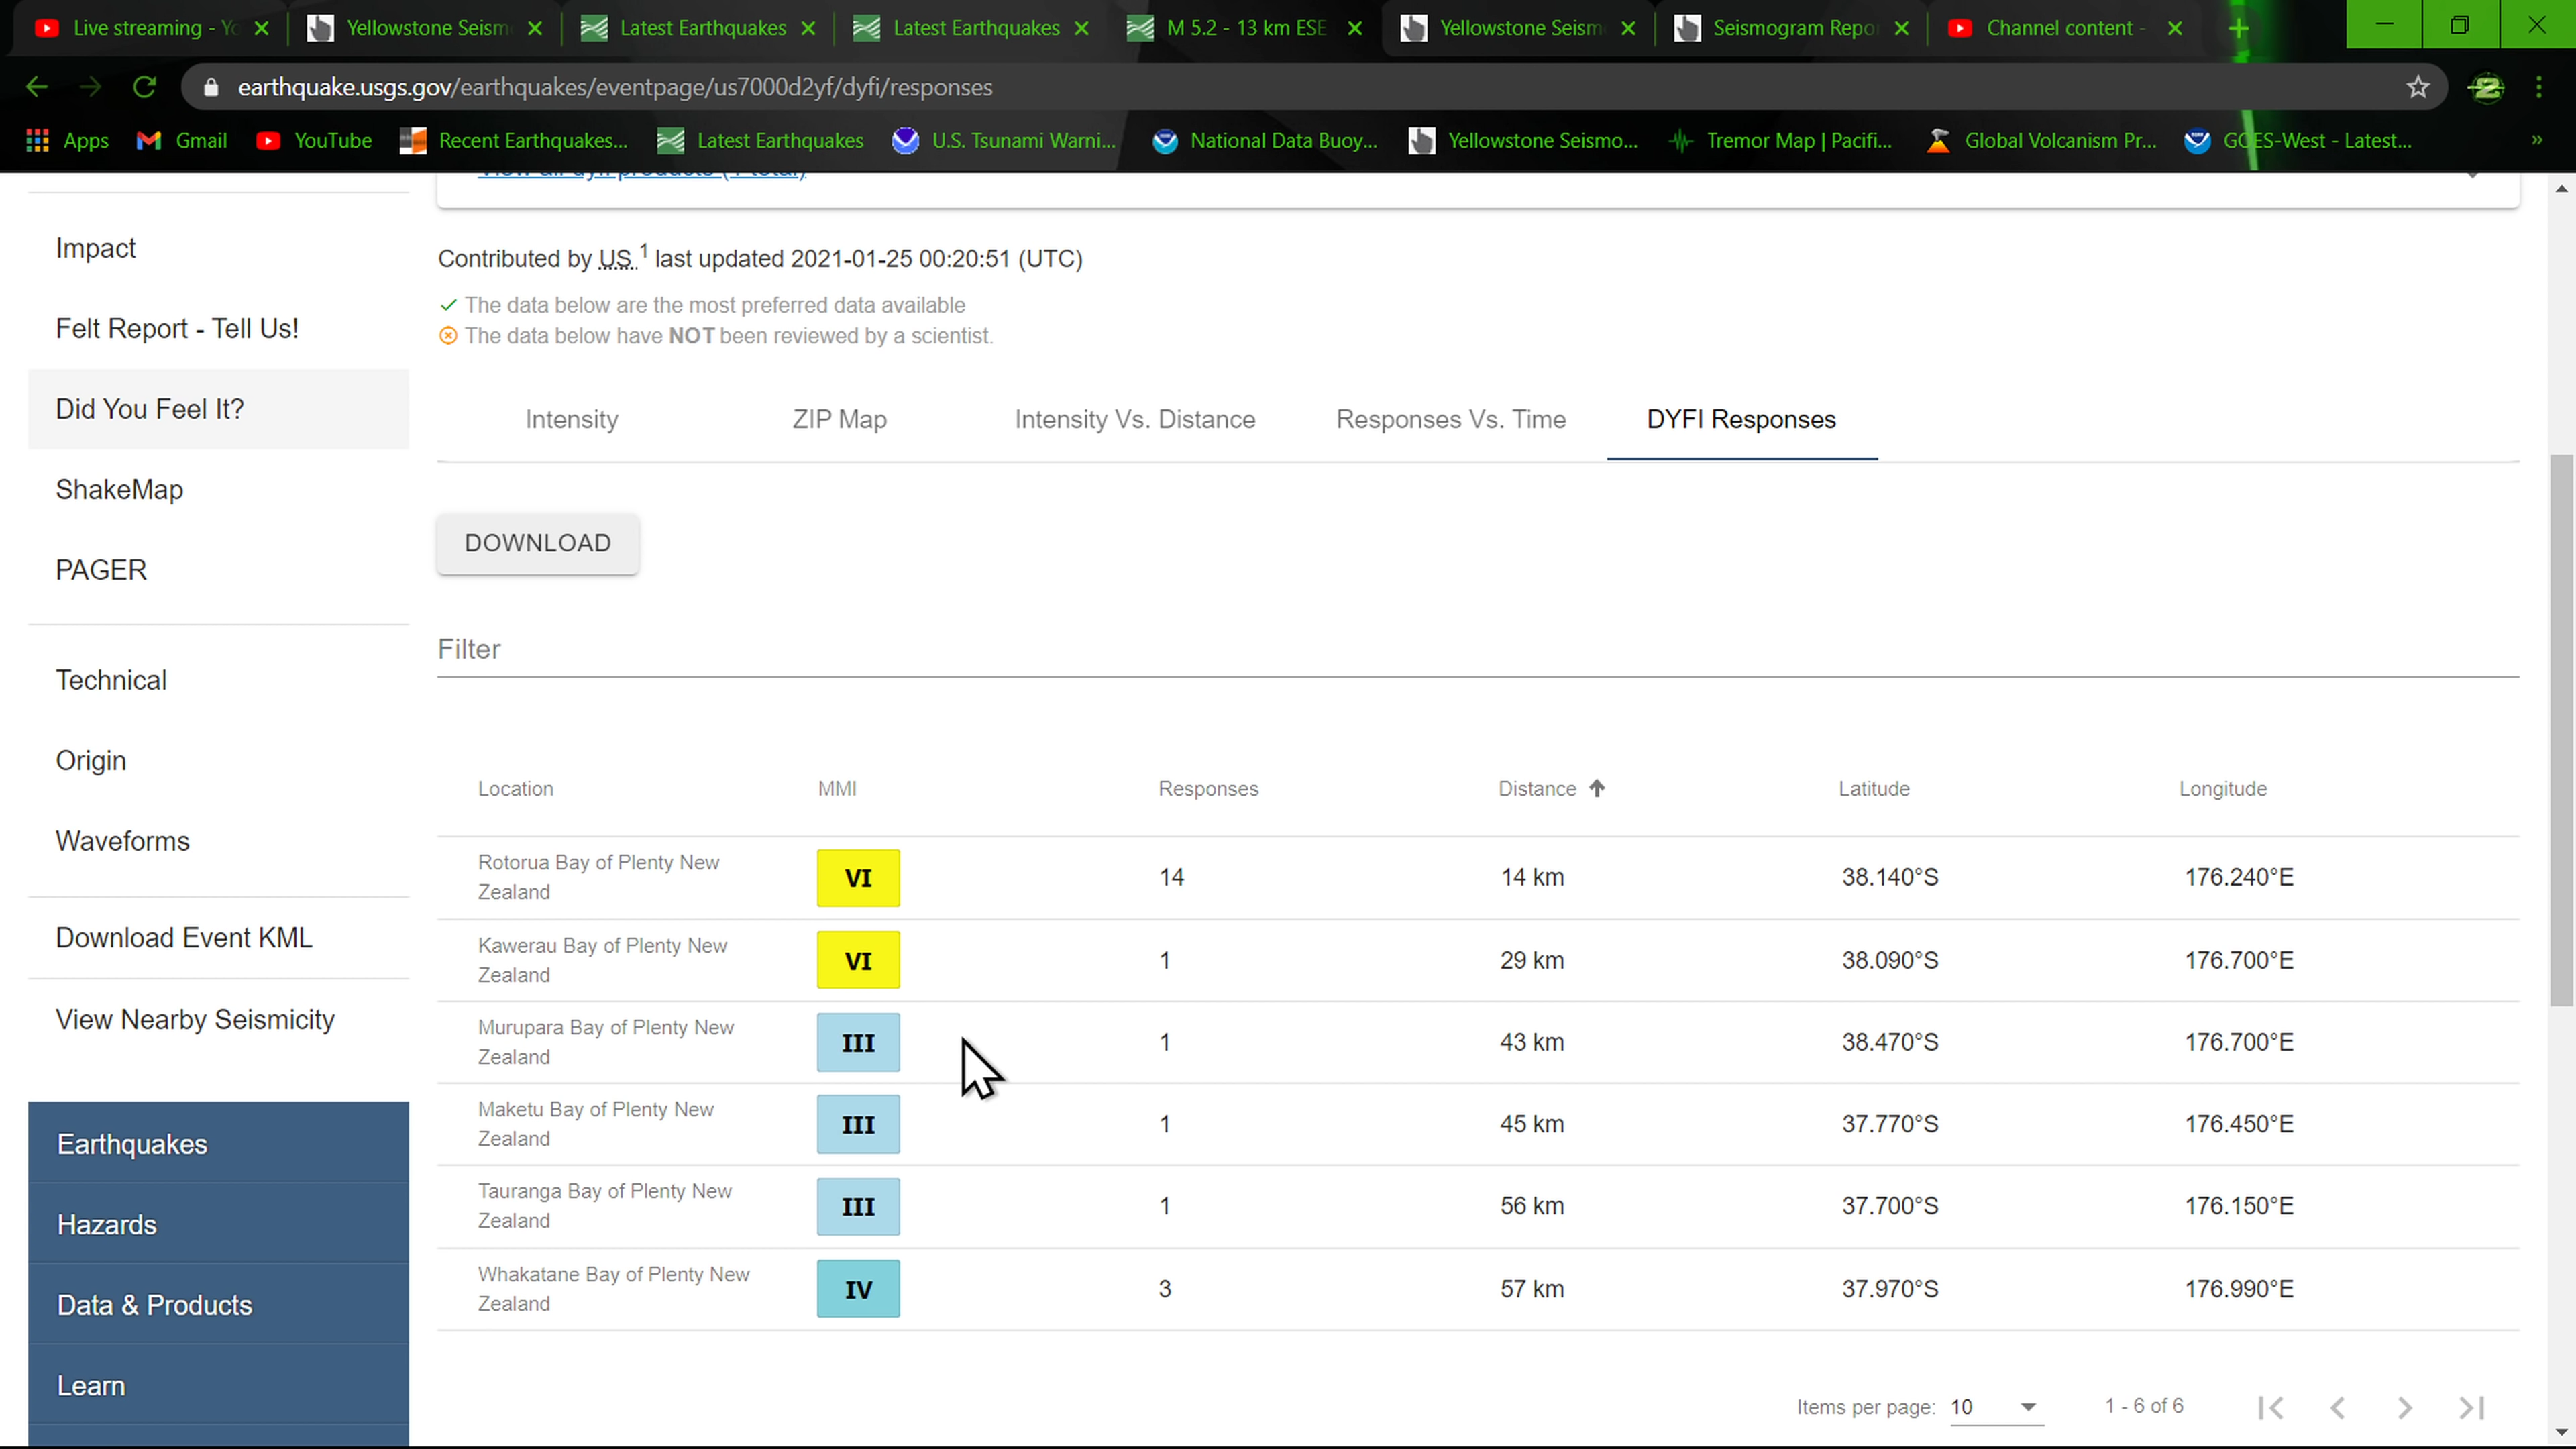 Live streaming - Yo
Yellowstone Seism
Latest Earthquakes
Latest Earthquakes
M 5.2 - 13 km ESE
Yellowstone Seism
Seismogram Repo
Channel content -
earthquake.usgs.gov/earthquakes/eventpage/us7000d2yf/dyfi/responses
Apps
Gmail
YouTube
Recent Earthquakes...
Latest Earthquakes
U.S. Tsunami Warni...
National Data Buoy...
Yellowstone Seismo...
Tremor Map | Pacifi...
Global Volcanism Pr...
GOES-West - Latest...
View all dyfi products (1 total)
Impact
Felt Report - Tell Us!
Did You Feel It?
ShakeMap
PAGER
Technical
Origin
Waveforms
Download Event KML
View Nearby Seismicity
Earthquakes
Hazards
Data & Products
Learn
Contributed by US 1 last updated 2021-01-25 00:20:51 (UTC)
The data below are the most preferred data available
The data below have NOT been reviewed by a scientist.
Intensity ZIP Map Intensity Vs. Distance Responses Vs. Time DYFI Responses
DOWNLOAD
Filter
Location MMI Responses Distance Latitude Longitude
Rotorua Bay of Plenty New
Zealand
VI 14 14 km 38.140°S 176.240°E
Kawerau Bay of Plenty New
Zealand
VI 1 29 km 38.090°S 176.700°E
Murupara Bay of Plenty New
Zealand
III 1 43 km 38.470°S 176.700°E
Maketu Bay of Plenty New
Zealand
III 1 45 km 37.770°S 176.450°E
Tauranga Bay of Plenty New
Zealand
III 1 56 km 37.700°S 176.150°E
Whakatane Bay of Plenty New
Zealand
IV 3 57 km 37.970°S 176.990°E
Items per page: 10 1 - 6 of 6